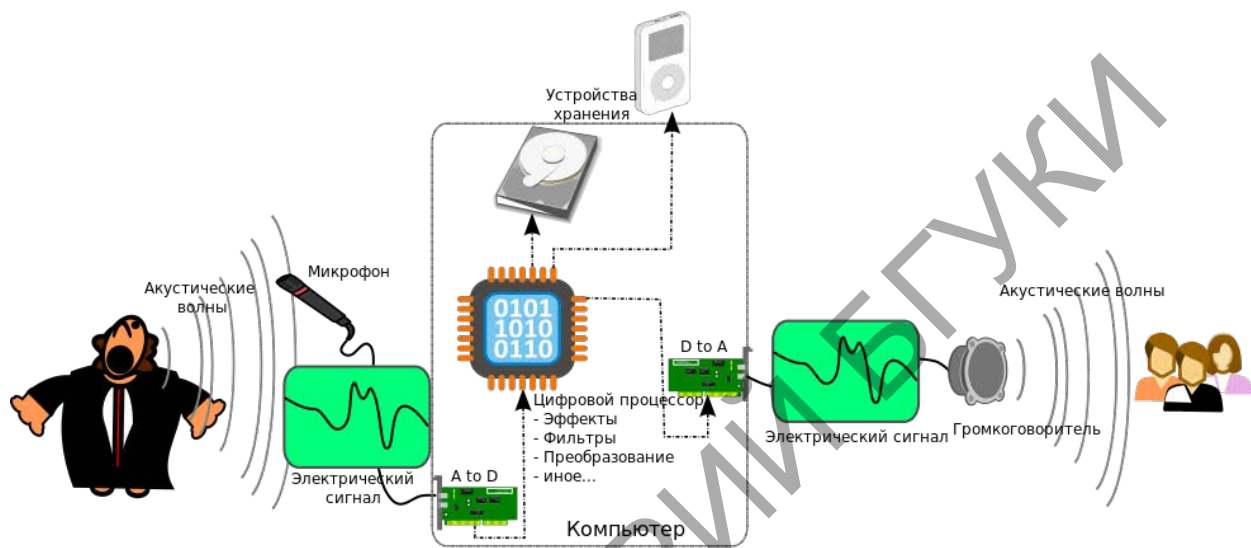 Устройства
хранения
Микрофон
Акустические
волны
Акустические волны
0101
1010
0110
D to A
Цифровой процессор
- Эффекты
- Фильтры
- Преобразование
- иное...
Электрический сигнал
Громкоговоритель
Электрический
сигнал
A to D
Компьютер
БГУКИ